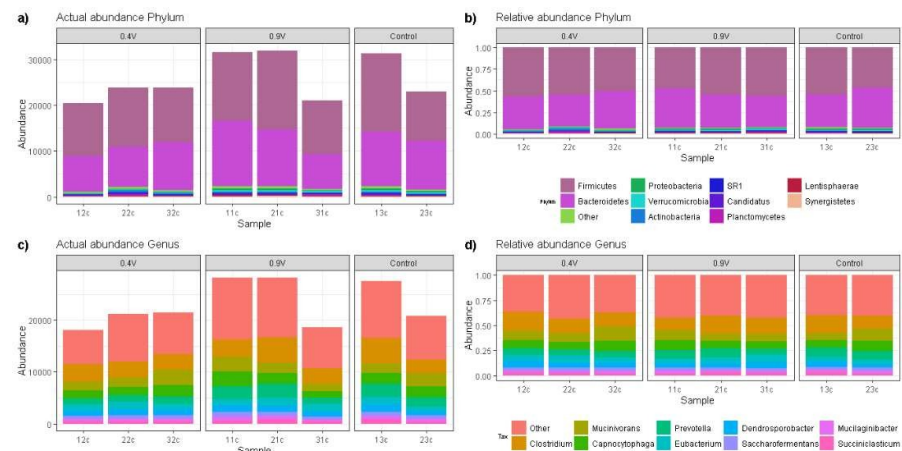 a) Actual abundance Phylum
0.4V 0.9V Control
30000
20000
10000
0
Abundance
12c 22c 32c 11c 21c 31c 13c 23c
Sample
b) Relative abundance Phylum
0.4V 0.9V Control
1.00
0.75
0.50
0.25
0.00
Abundance
12c 22c 32c 11c 21c 31c 13c 23c
Sample
Phylum
Firmicutes Proteobacteria SR1 Lentisphaerae
Bacteroidetes Verrucomicrobia Candidatus Synergistetes
Other Actinobacteria Planctomycetes
c) Actual abundance Genus
0.4V 0.9V Control
20000
10000
0
Abundance
12c 22c 32c 11c 21c 31c 13c 23c
Sample
d) Relative abundance Genus
0.4V 0.9V Control
1.00
0.75
0.50
0.25
0.00
Abundance
12c 22c 32c 11c 21c 31c 13c 23c
Sample
Tax
Other Mucinivorans Prevotella Dendrosporobacter Mucilaginibacter
Clostridium Capnocytophaga Eubacterium Saccharofermentans Succiniclasticum